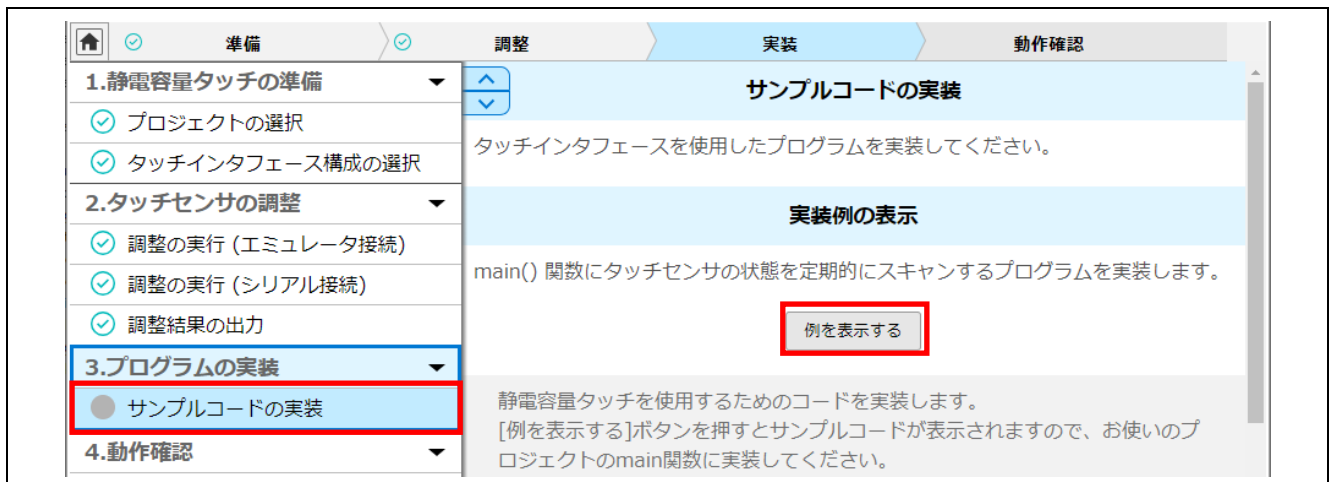 準備
調整
実装
動作確認
1.静電容量タッチの準備
プロジェクトの選択
タッチインタフェース構成の選択
2.タッチセンサの調整
調整の実行 (エミュレータ接続)
調整の実行 (シリアル接続)
調整結果の出力
3.プログラムの実装
サンプルコードの実装
4.動作確認
サンプルコードの実装
タッチインタフェースを使用したプログラムを実装してください。
実装例の表示
main() 関数にタッチセンサの状態を定期的にスキャンするプログラムを実装します。
例を表示する
静電容量タッチを使用するためのコードを実装します。
[例を表示する]ボタンを押すとサンプルコードが表示されますので、お使いのプ
ロジェクトのmain関数に実装してください。